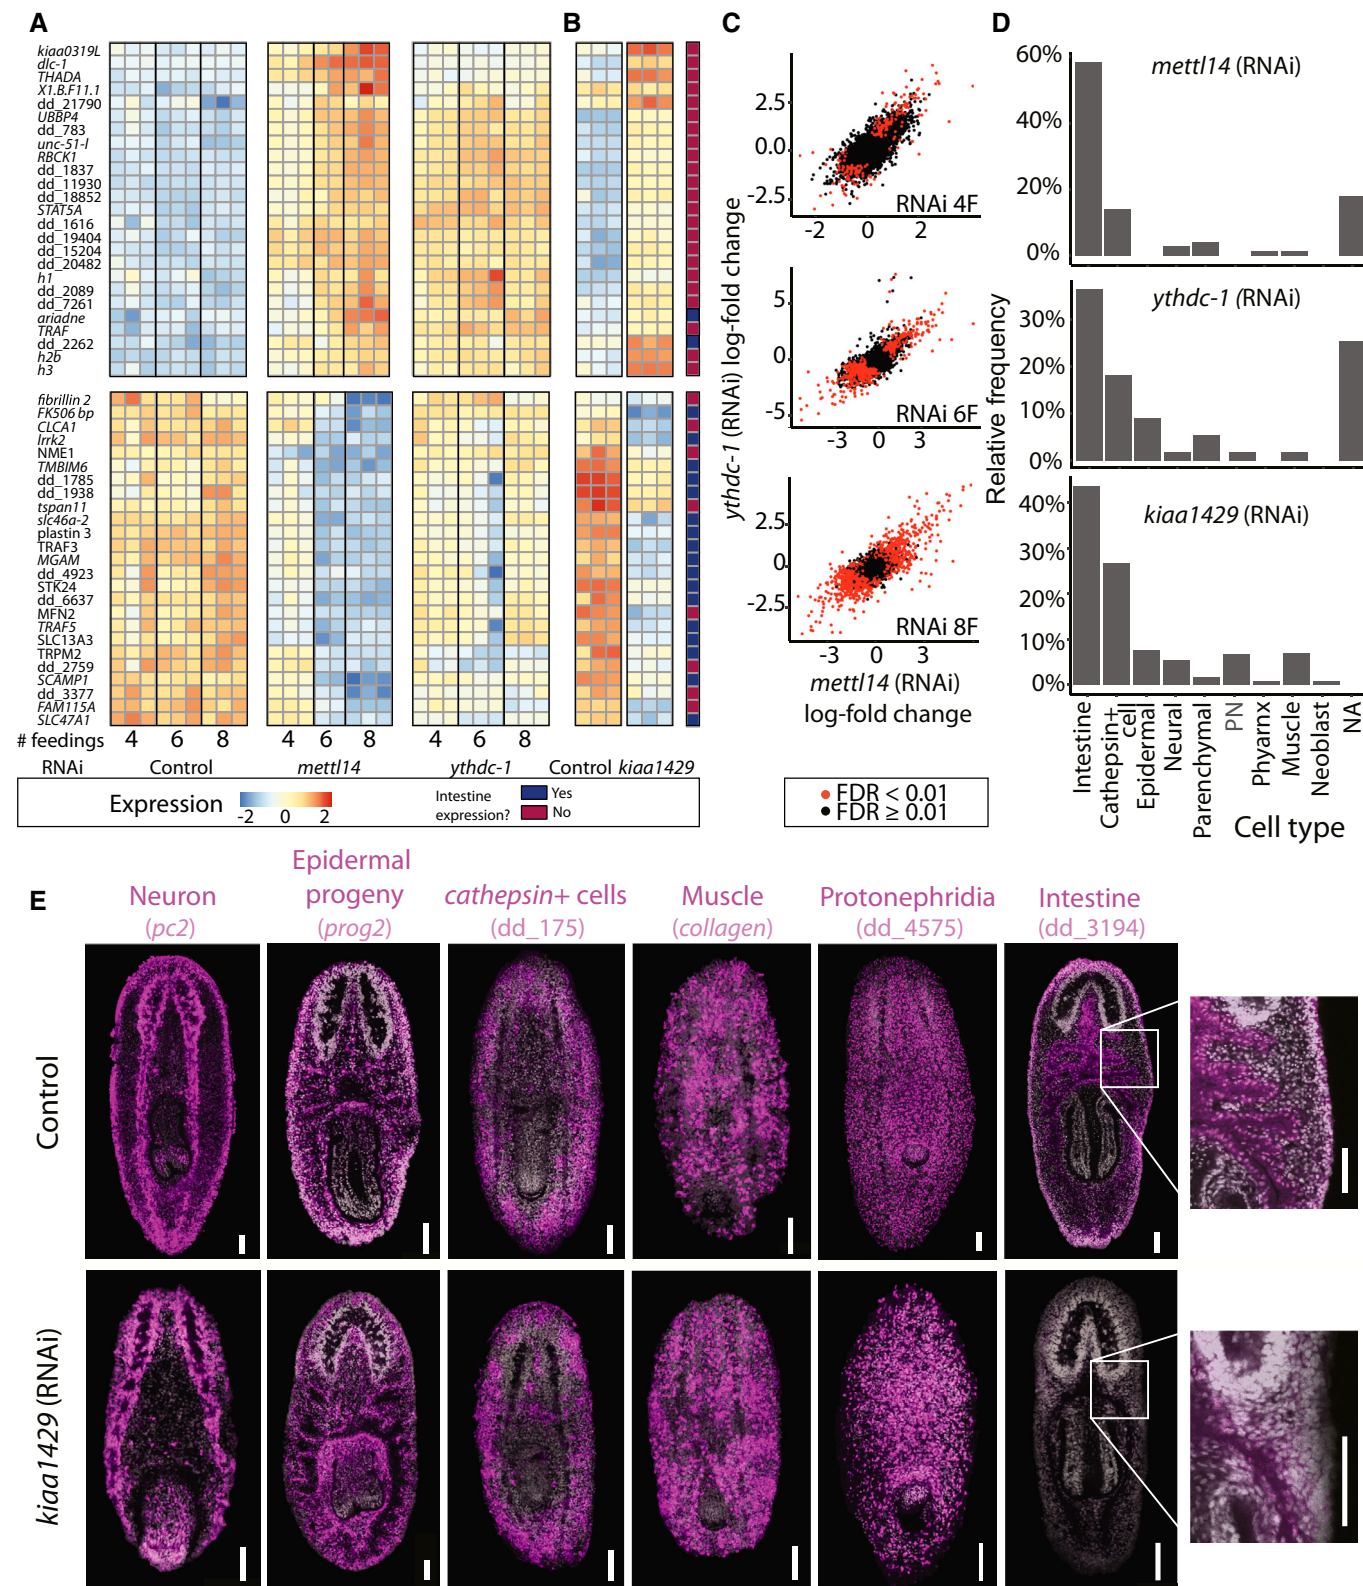 A
B
C
D
kiaa0319L
dlc-1
THADA
X1.B.F11.1
dd_21790
UBBP4
dd_783
unc-51-l
RBCK1
dd_1837
dd_11930
dd_18852
STAT5A
dd_1616
dd_19404
dd_15204
dd_20482
h1
dd_2089
dd_7261
ariadne
TRAF
dd_2262
h2b
h3
fibrillin 2
FK506 bp
CLCA1
lrrk2
NME1
TMBIM6
dd_1785
dd_1938
tspan11
slc46a-2
plastin 3
TRAF3
MGAM
dd_4923
STK24
dd_6637
MFN2
TRAF5
SLC13A3
TRPM2
dd_2759
SCAMP1
dd_3377
FAM115A
SLC47A1
# feedings 4 6 8 4 6 8 4 6 8
RNAi Control mettl14 ythdc-1 Control kiaa1429
Expression
-2 0 2
Intestine
expression?
Yes
No
ythdc-1 (RNAi) log-fold change
2.5
0.0
-2.5
RNAi 4F
-2 0 2
5
0
-5
RNAi 6F
-3 0 3
2.5
0
-2.5
RNAi 8F
-3 0 3
mettl14 (RNAi)
log-fold change
FDR < 0.01
FDR ≥ 0.01
Relative frequency
60%
40%
20%
0%
mettl14 (RNAi)
30%
20%
10%
0%
ythdc-1 (RNAi)
40%
30%
20%
10%
0%
kiaa1429 (RNAi)
Intestine
Cathepsin+
cell
Epidermal
Neural
Parenchymal
PN
Phyarnx
Muscle
Neoblast
NA
Cell type
E
Neuron
(pc2)
Epidermal
progeny
(prog2)
cathepsin+ cells
(dd_175)
Muscle
(collagen)
Protonephridia
(dd_4575)
Intestine
(dd_3194)
Control
kiaa1429 (RNAi)